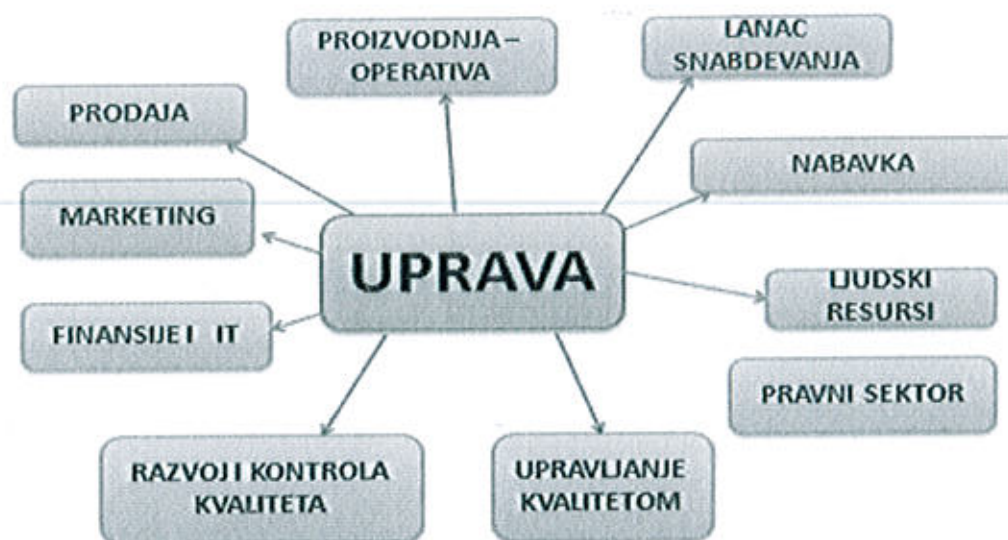 PROIZVODNJA –
OPERATIVA
LANAC
SNABDEVANJA
PRODAJA
NABAVKA
MARKETING
UPRAVA
LJUDSKI
RESURSI
FINANSIJE I IT
PRAVNI SEKTOR
RAZVOJ I KONTROLA
KVALITETA
UPRAVLJANJE
KVALITETOM